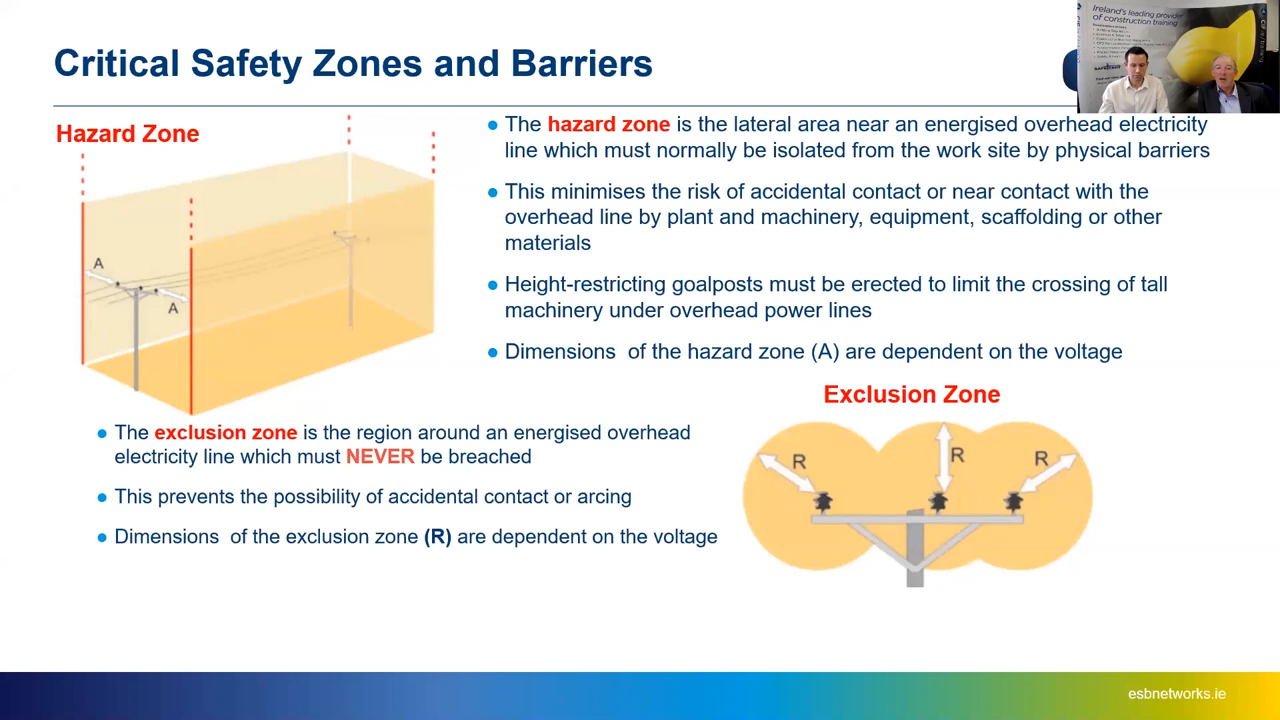 Critical Safety Zones and Barriers
Ireland's leading provider
of construction training
Hazard Zone
A
A
The hazard zone is the lateral area near an energised overhead electricity
line which must normally be isolated from the work site by physical barriers
This minimises the risk of accidental contact or near contact with the
overhead line by plant and machinery, equipment, scaffolding or other
materials
Height-restricting goalposts must be erected to limit the crossing of tall
machinery under overhead power lines
Dimensions of the hazard zone (A) are dependent on the voltage
The exclusion zone is the region around an energised overhead
electricity line which must NEVER be breached
This prevents the possibility of accidental contact or arcing
Dimensions of the exclusion zone (R) are dependent on the voltage
Exclusion Zone
R
R
R
esbnetworks.ie